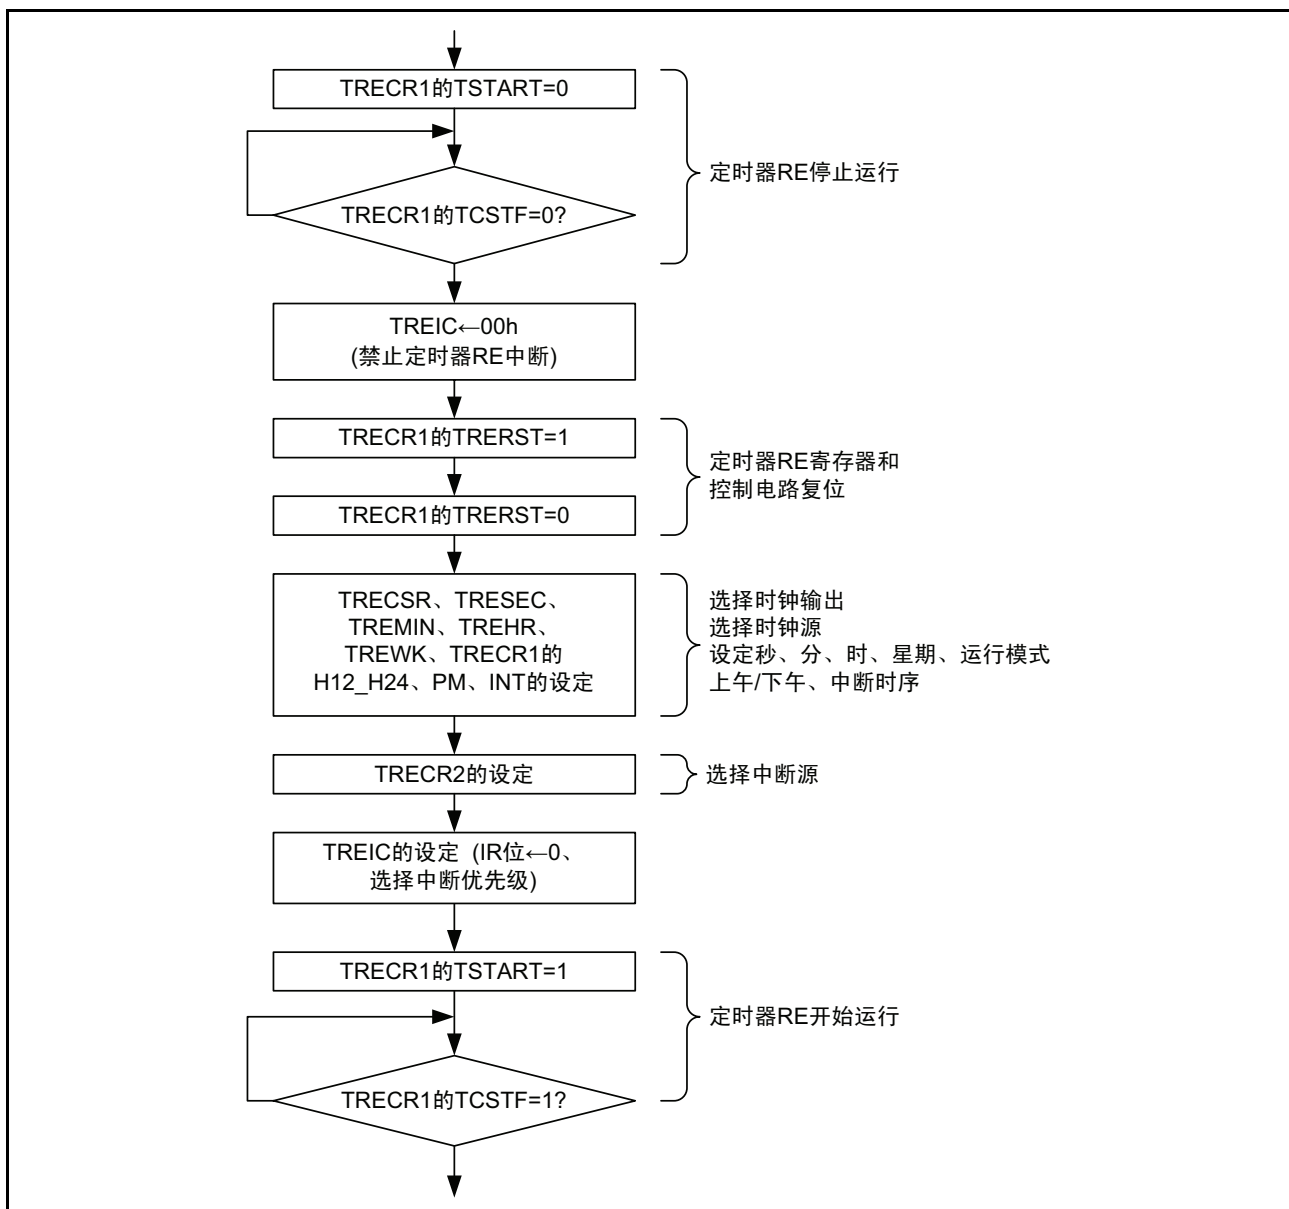 TRECR1的TSTART=0
TRECR1的TCSTF=0?
定时器RE停止运行
TREIC←00h
(禁止定时器RE中断)
TRECR1的TRERST=1
TRECR1的TRERST=0
定时器RE寄存器和
控制电路复位
TRECSR、TRESEC、
TREMIN、TREHR、
TREWK、TRECR1的
H12_H24、PM、INT的设定
选择时钟输出
选择时钟源
设定秒、分、时、星期、运行模式
上午/下午、中断时序
TRECR2的设定
选择中断源
TREIC的设定 (IR位←0、
选择中断优先级)
TRECR1的TSTART=1
TRECR1的TCSTF=1?
定时器RE开始运行